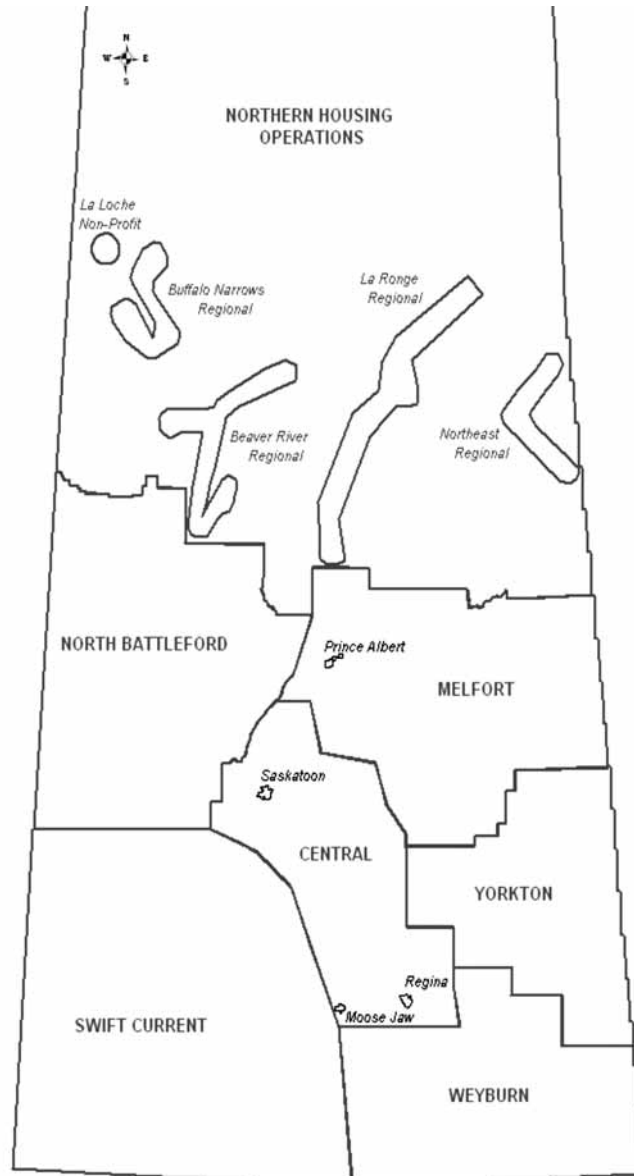 N
W E
S
NORTHERN HOUSING
OPERATIONS
La Loche
Non-Profit
Buffalo Narrows
Regional
La Ronge
Regional
Beaver River
Regional
Northeast
Regional
NORTH BATTLEFORD
Prince Albert
MELFORT
Saskatoon
CENTRAL
YORKTON
Regina
Moose Jaw
SWIFT CURRENT
WEYBURN